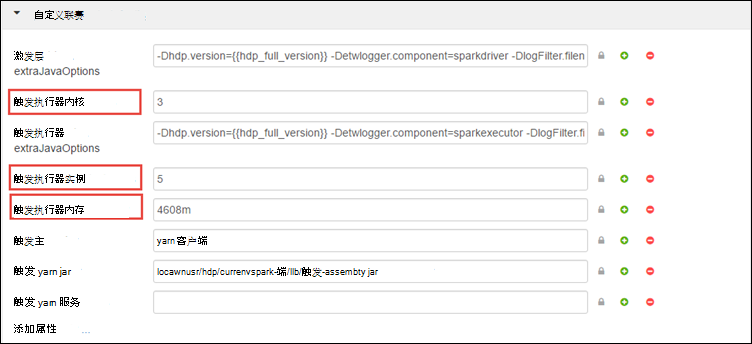 自定义联赛
激发层
extraJavaOptions
-Dhdp.version={{hdp_full_version}} -Detwlogger.component=sparkdriver -DlogFilter.filen
触发执行器内核
3
触发执行器
extraJavaOptions
-Dhdp.version={{hdp_full_version}} -Detwlogger.component=sparkexecutor -DlogFilter.fi
触发执行器实例
5
触发执行器内存
4608m
触发主
yarn 客户端
触发 yarn jar
locawnusr/hdp/currenvspark-端/lib/触发-assembty jar
触发 yam 服务
添加属性 ...